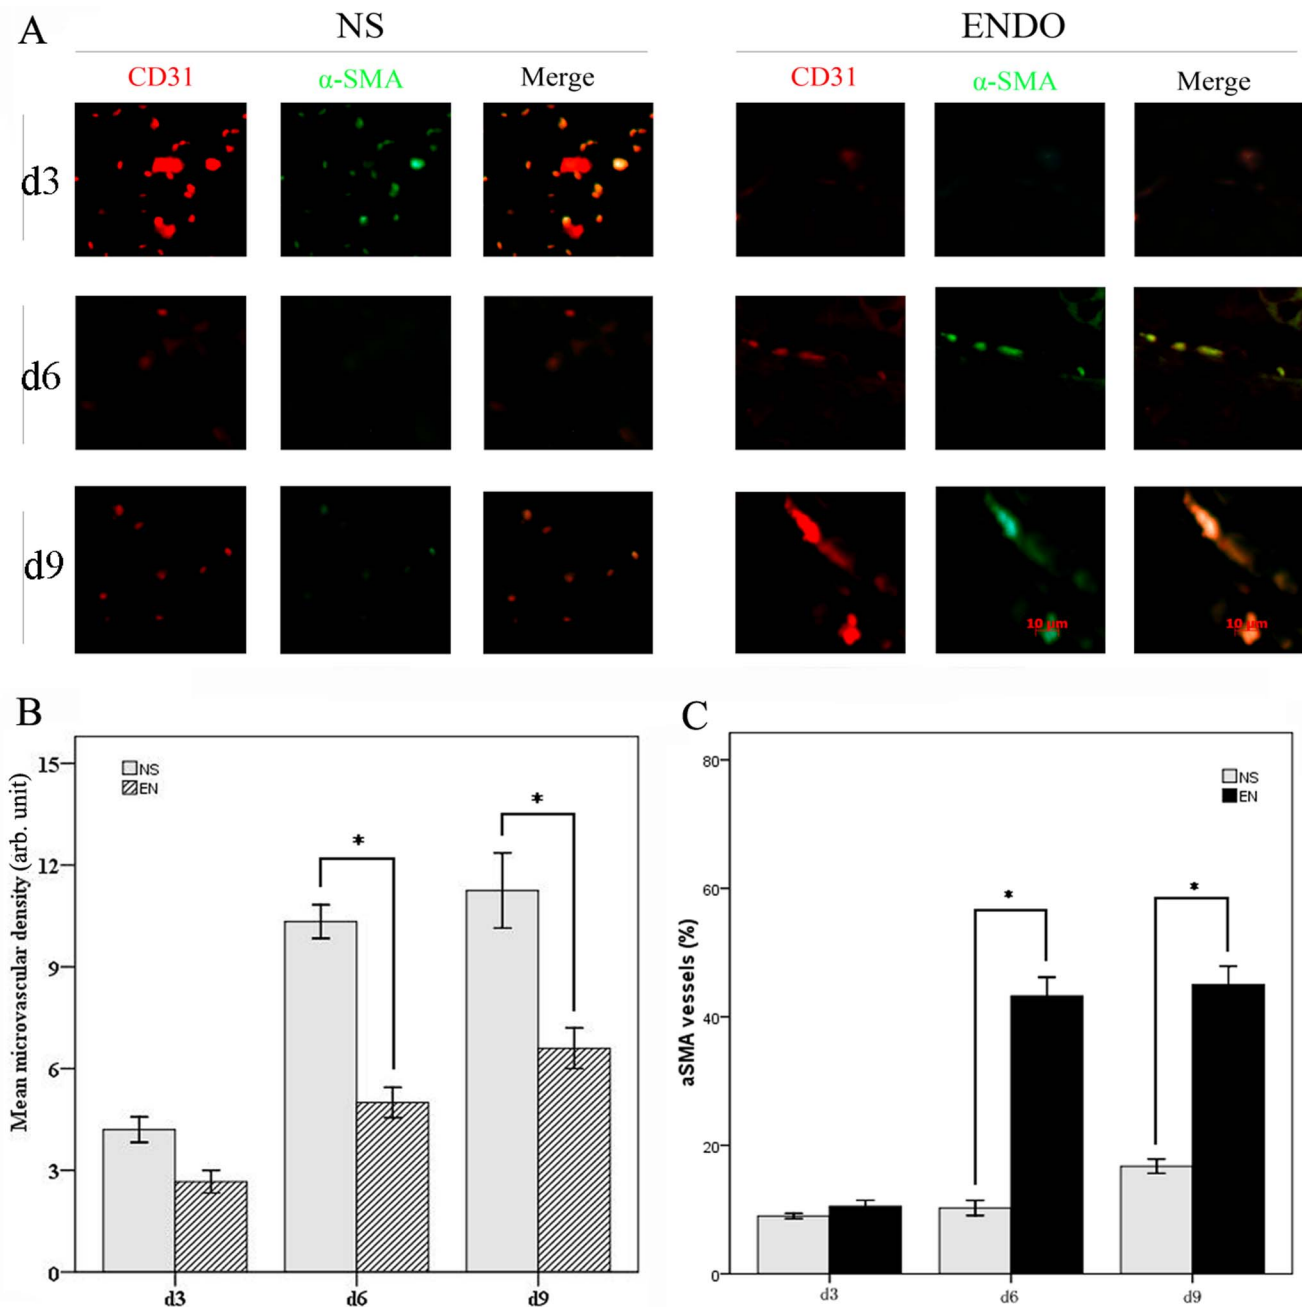 A
NS
ENDO
CD31 α-SMA Merge
CD31 α-SMA Merge
d3
d6
d9
10 µm
10 µm
B
Mean microvascular density (arb. unit)
15
12
9
6
3
0
NS
EN
*
*
d3 d6 d9
C
aSMA vessels (%)
80
60
40
20
0
NS
EN
*
*
d3 d6 d9